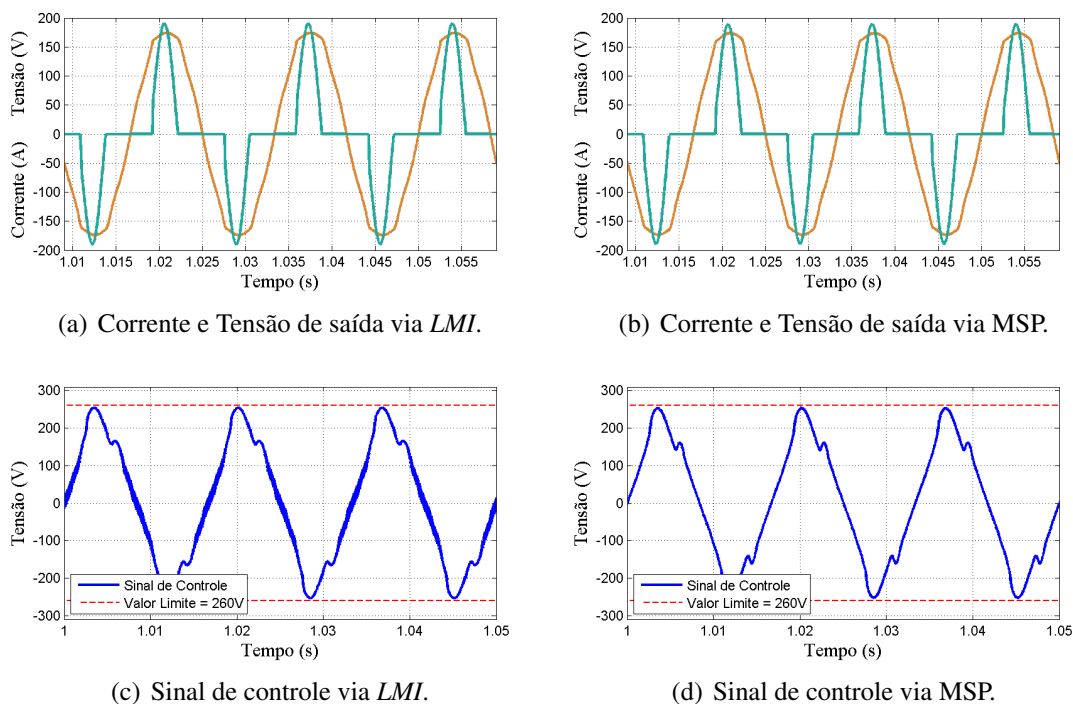 200
150
100
50
0
-50
-100
-150
-200
Corrente (A) Tensão (V)
1.01 1.015 1.02 1.025 1.03 1.035 1.04 1.045 1.05 1.055
Tempo (s)
(a) Corrente e Tensão de saída via LMI.
200
150
100
50
0
-50
-100
-150
-200
Corrente (A) Tensão (V)
1.01 1.015 1.02 1.025 1.03 1.035 1.04 1.045 1.05 1.055
Tempo (s)
(b) Corrente e Tensão de saída via MSP.
300
200
100
0
-100
-200
-300
Tensão (V)
Sinal de Controle
Valor Limite = 260V
1 1.01 1.02 1.03 1.04 1.05
Tempo (s)
(c) Sinal de controle via LMI.
300
200
100
0
-100
-200
-300
Tensão (V)
Sinal de Controle
Valor Limite = 260V
1 1.01 1.02 1.03 1.04 1.05
Tempo (s)
(d) Sinal de controle via MSP.